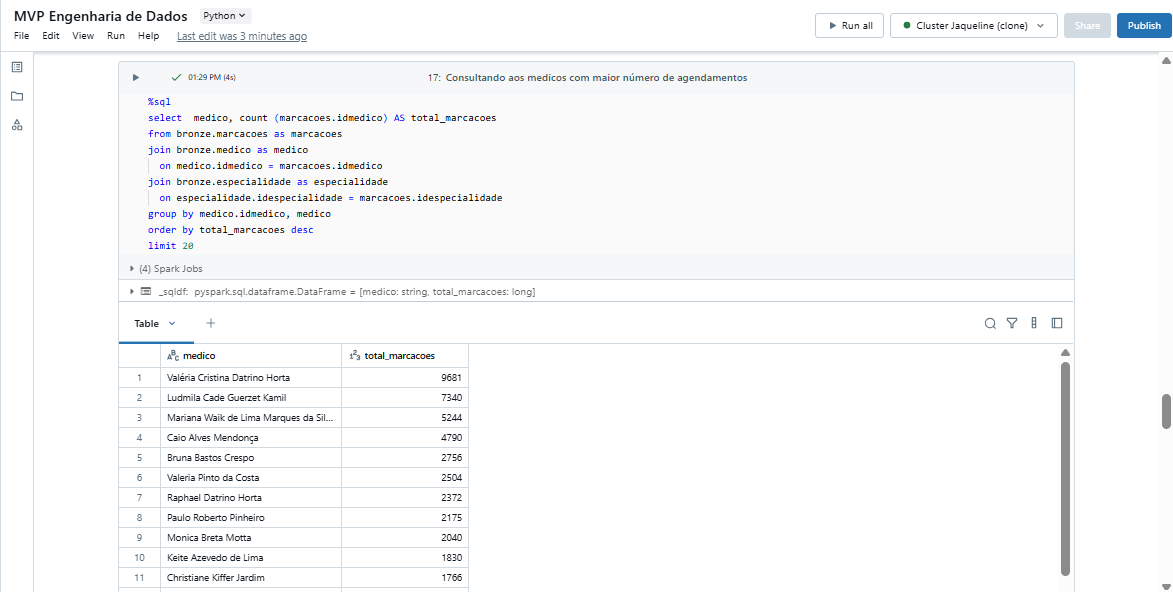 MVP Engenharia de Dados Python
Run all Cluster Jaqueline (clone) Share Publish
File Edit View Run Help Last edit was 3 minutes ago
01:29 PM (4s) 17: Consultando aos medicos com maior número de agendamentos
%sql
select medico, count (marcacoes.idmedico) AS total_marcacoes
from bronze.marcacoes as marcacoes
join bronze.medico as medico
on medico.idmedico = marcacoes.idmedico
join bronze.especialidade as especialidade
on especialidade.idespecialidade = marcacoes.idespecialidade
group by medico.idmedico, medico
order by total_marcacoes desc
limit 20
(4) Spark Jobs
_sqldf: pyspark.sql.dataframe.DataFrame = [medico: string, total_marcacoes: long]
Table +
ABC medico 123 total_marcacoes
1 Valéria Cristina Datrino Horta 9681
2 Ludmila Cade Guerzet Kamil 7340
3 Mariana Waik de Lima Marques da Sil... 5244
4 Caio Alves Mendonça 4790
5 Bruna Bastos Crespo 2756
6 Valeria Pinto da Costa 2504
7 Raphael Datrino Horta 2372
8 Paulo Roberto Pinheiro 2175
9 Monica Breta Motta 2040
10 Keite Azevedo de Lima 1830
11 Christiane Kiffer Jardim 1766